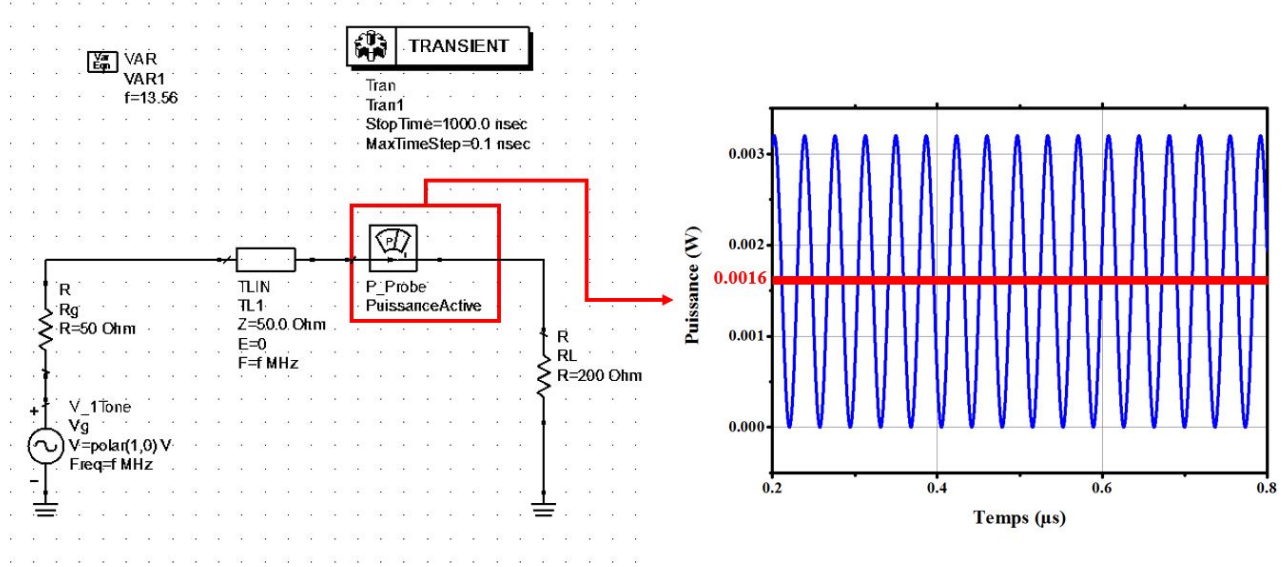 Var
Eqn
VAR
VAR1
f=13.56
TRANSIENT
Tran
Tran1
StopTime=1000.0 nsec
MaxTimeStep=0.1 nsec
R
Rg
R=50 Ohm
TLIN
TL1
Z=50.0 Ohm
E=0
F=f MHz
P
I
P_Probe
PuissanceActive
R
RL
R=200 Ohm
+
V_1Tone
Vg
V=polar(1,0) V
Freq=f MHz
−
Puissance (W)
0.003
0.002
0.0016
0.001
0.000
0.2
0.4
0.6
0.8
Temps (µs)